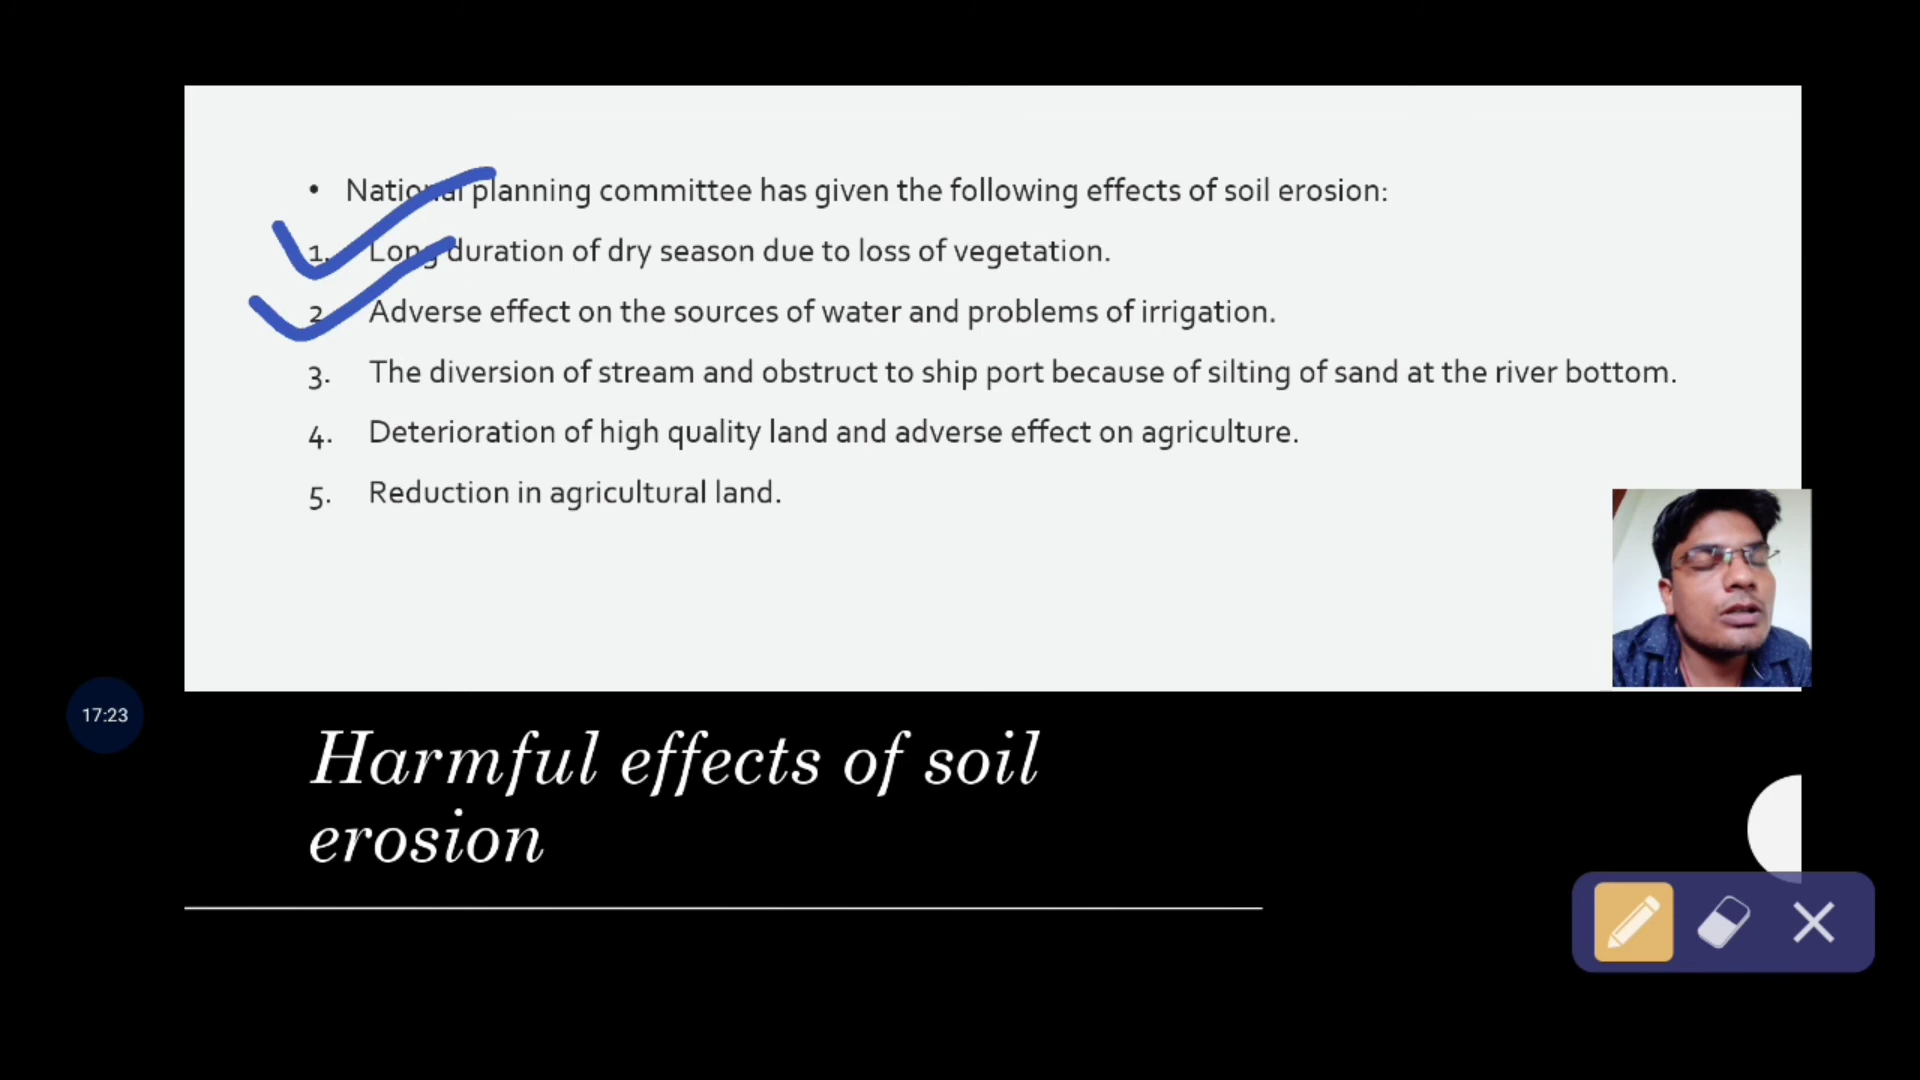 • National planning committee has given the following effects of soil erosion:
1. Long duration of dry season due to loss of vegetation.
2. Adverse effect on the sources of water and problems of irrigation.
3. The diversion of stream and obstruct to ship port because of silting of sand at the river bottom.
4. Deterioration of high quality land and adverse effect on agriculture.
5. Reduction in agricultural land.
17:23
Harmful effects of soil
erosion